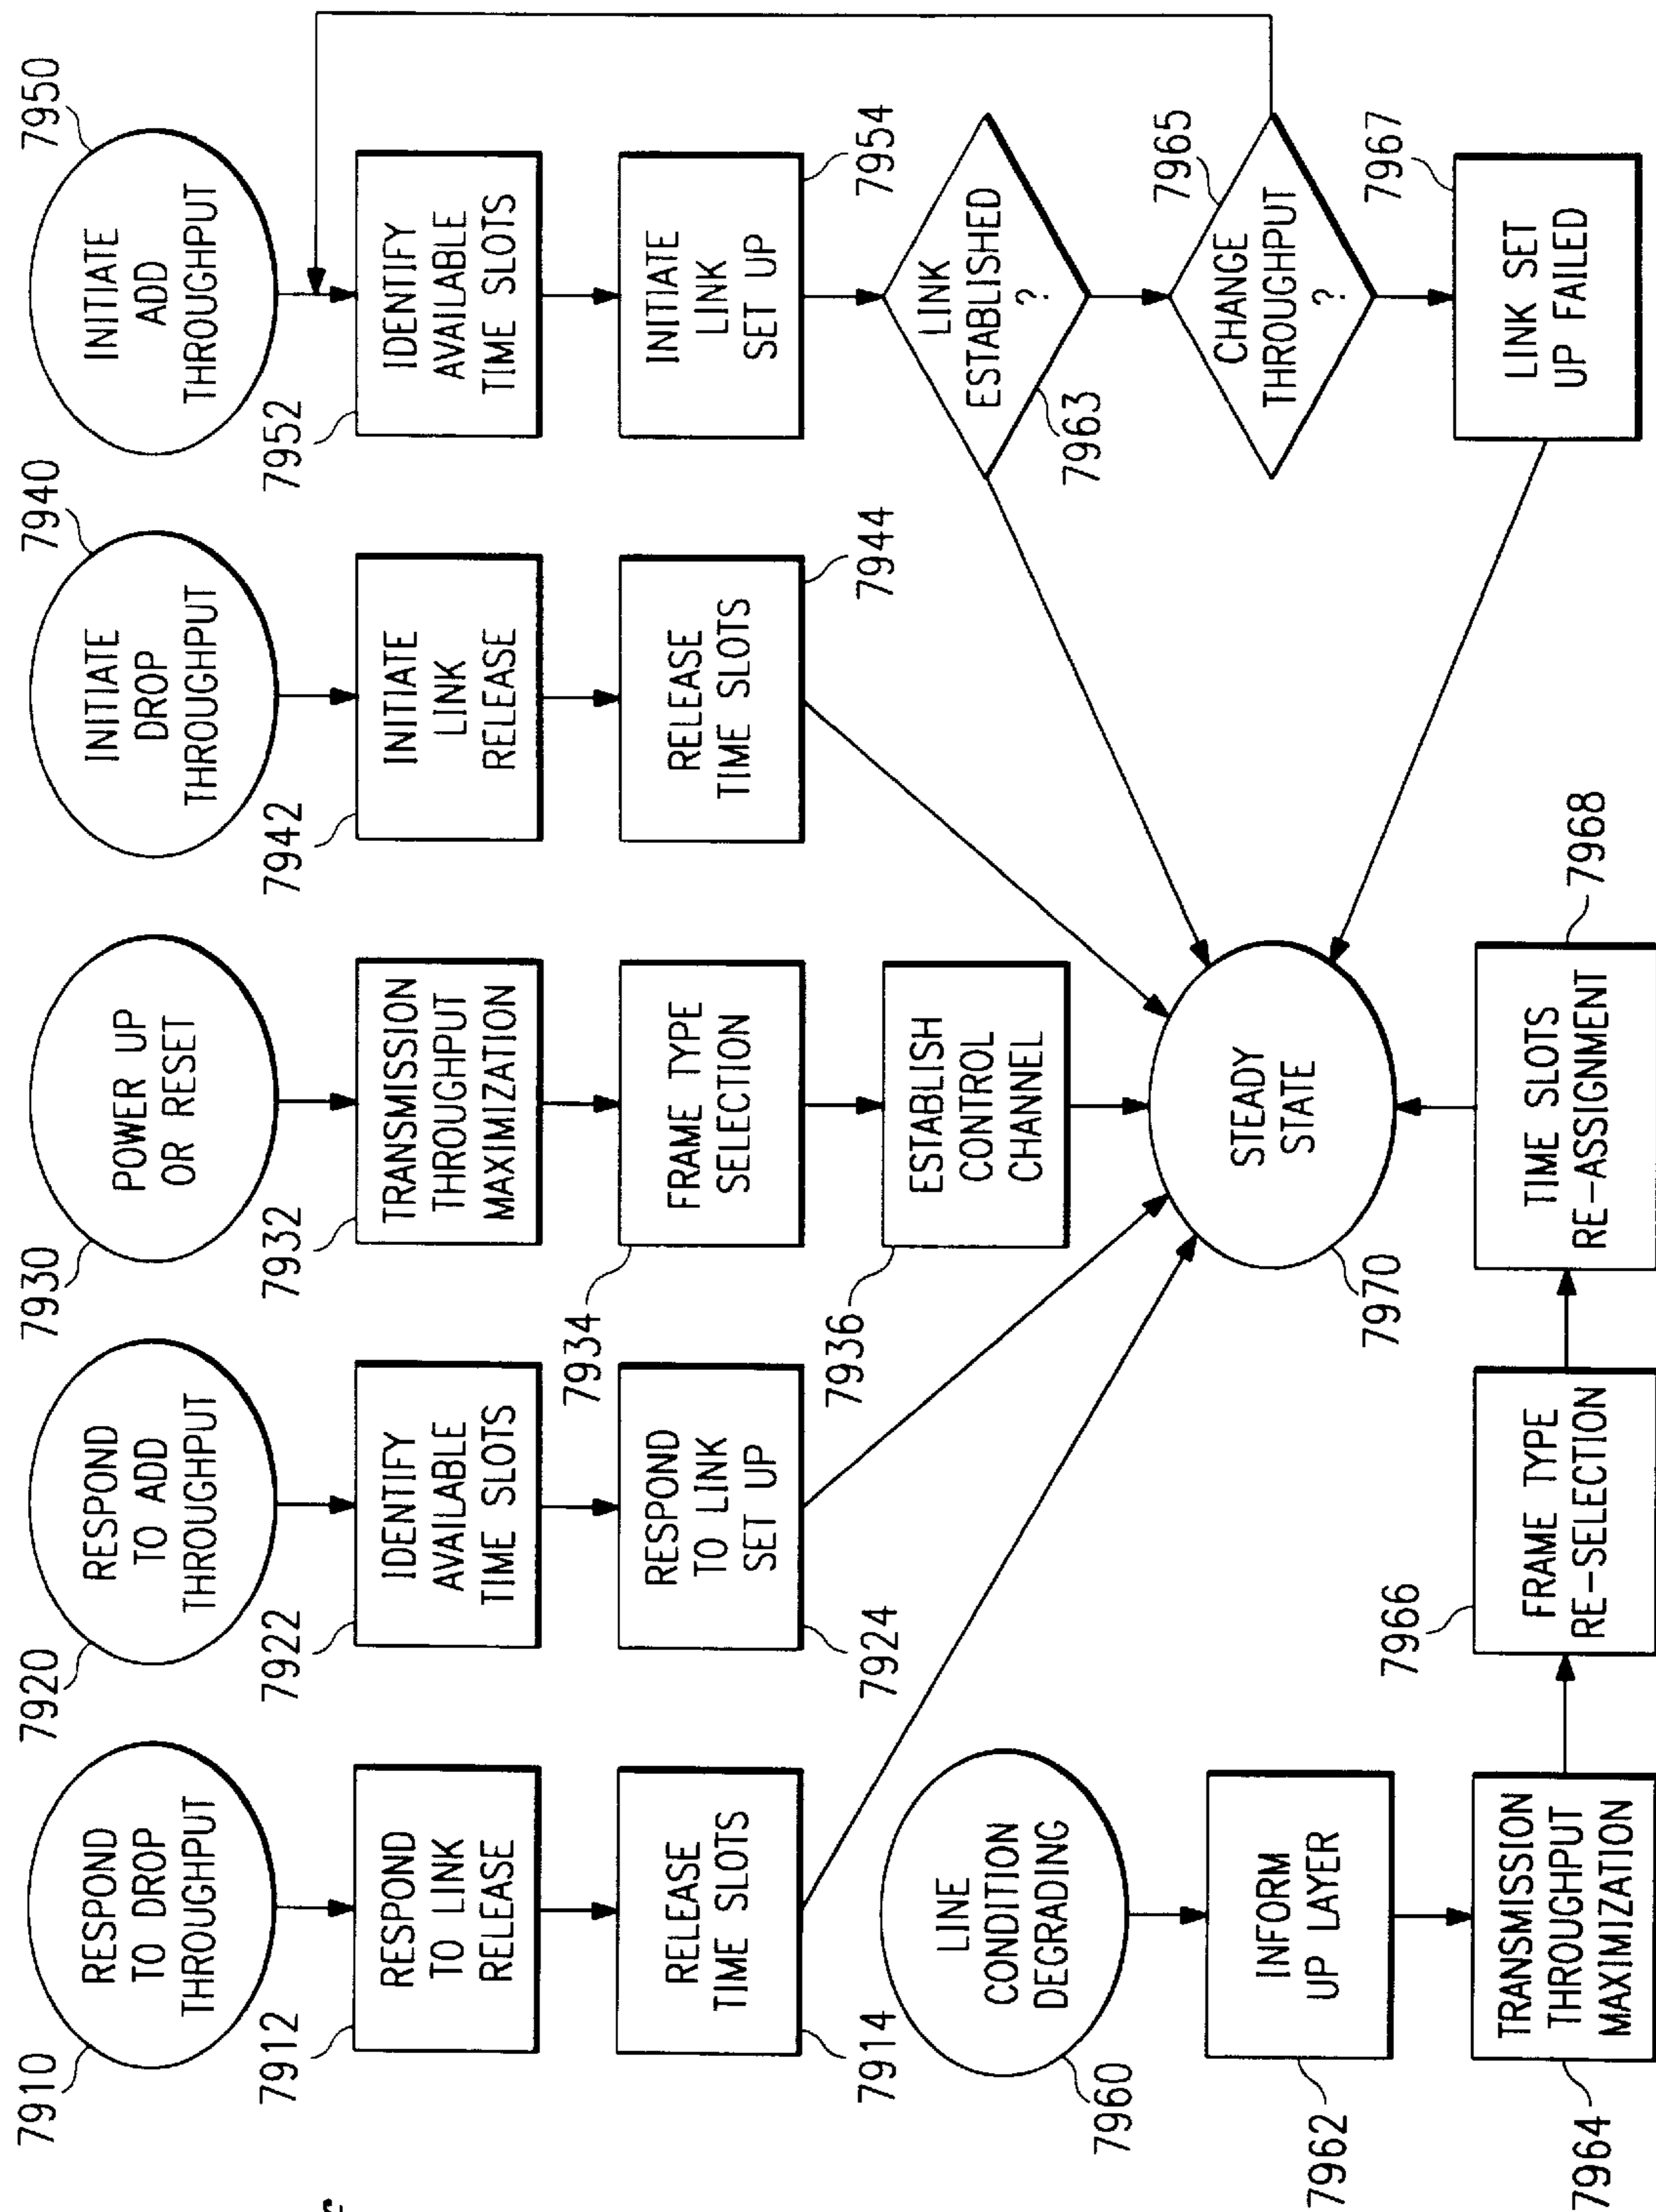 7910
RESPOND
TO DROP
THROUGHPUT
7912
RESPOND
TO LINK
RELEASE
RELEASE
TIME SLOTS
7914
7920
RESPOND
TO ADD
THROUGHPUT
7922
IDENTIFY
AVAILABLE
TIME SLOTS
RESPOND
TO LINK
SET UP
7924
7930
POWER UP
OR RESET
7932
TRANSMISSION
THROUGHPUT
MAXIMIZATION
7934
FRAME TYPE
SELECTION
7936
ESTABLISH
CONTROL
CHANNEL
7940
INITIATE
DROP
THROUGHPUT
7942
INITIATE
LINK
RELEASE
RELEASE
TIME SLOTS
7944
7950
INITIATE
ADD
THROUGHPUT
7952
IDENTIFY
AVAILABLE
TIME SLOTS
INITIATE
LINK
SET UP
7954
LINK
ESTABLISHED
?
7963
7965
CHANGE
THROUGHPUT
?
7967
LINK SET
UP FAILED
LINE
CONDITION
DEGRADING
7960
INFORM
UP LAYER
7962
TRANSMISSION
THROUGHPUT
MAXIMIZATION
7964
7966
FRAME TYPE
RE-SELECTION
TIME SLOTS
RE-ASSIGNMENT
7968
STEADY
STATE
7970